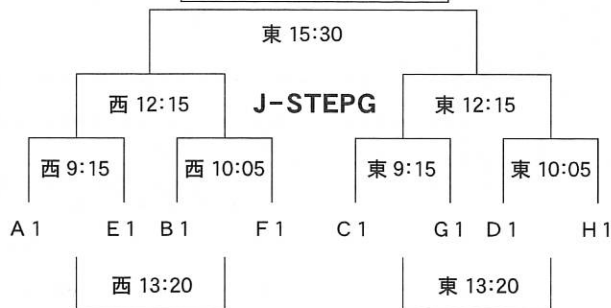 東 15:30
西 12:15 J-STEPG 東 12:15
西 9:15 西 10:05 東 9:15 東 10:05
A 1 E 1 B 1 F 1 C 1 G 1 D 1 H 1
西 13:20 東 13:20